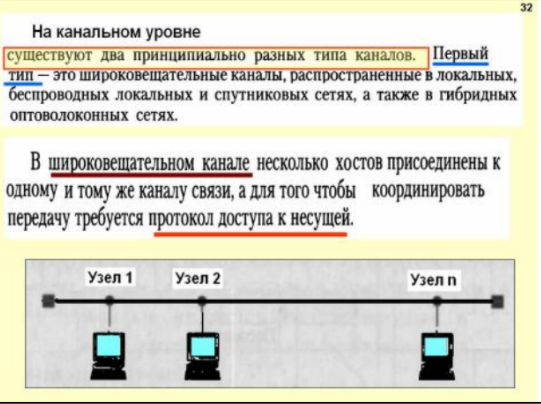 32
На канальном уровне
существуют два принципиально разных типа каналов. Первый
тип — это широковещательные каналы, распространенные в локальных,
беспроводных локальных и спутниковых сетях, а также в гибридных
оптоволоконных сетях.
В широковещательном канале несколько хостов присоединены к
одному и тому же каналу связи, а для того чтобы координировать
передачу требуется протокол доступа к несущей.
Узел 1 Узел 2 Узел n